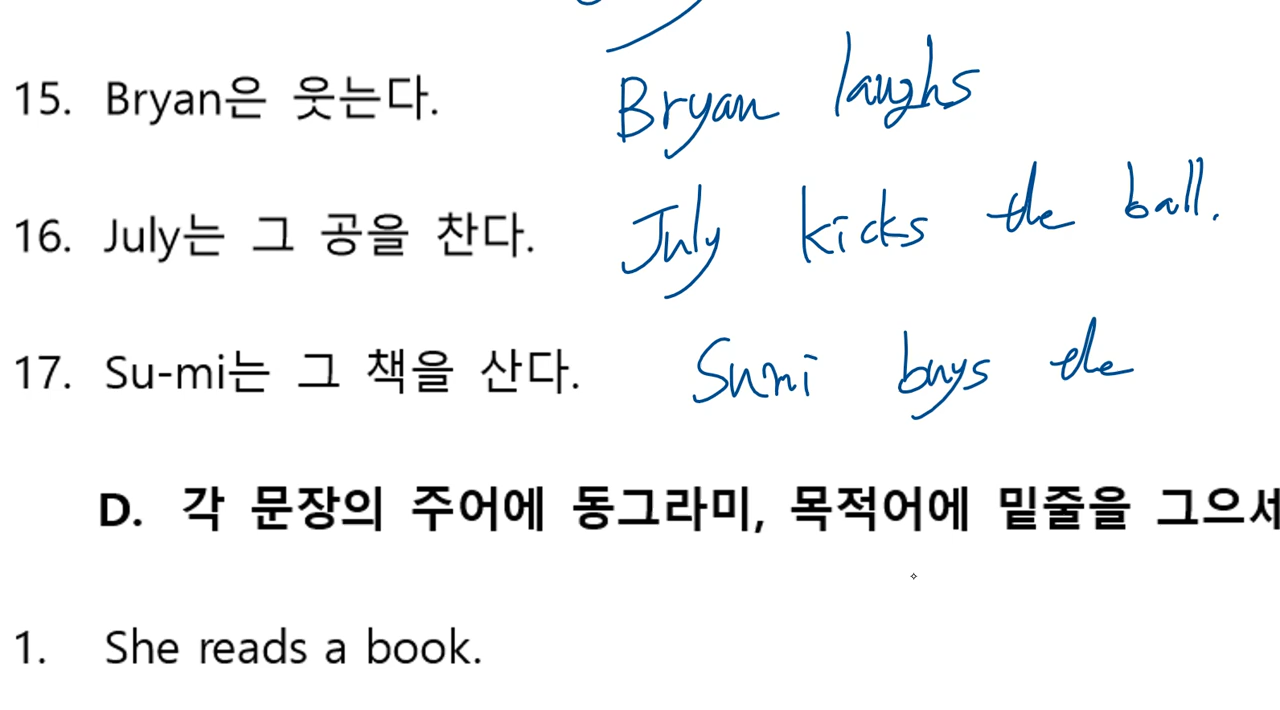 15. Bryan은 웃는다. Bryan laughs
16. July는 그 공을 찬다. July kicks the ball.
17. Su-mi는 그 책을 산다. Sumi buys the
D. 각 문장의 주어에 동그라미, 목적어에 밑줄을 그으세
1. She reads a book.